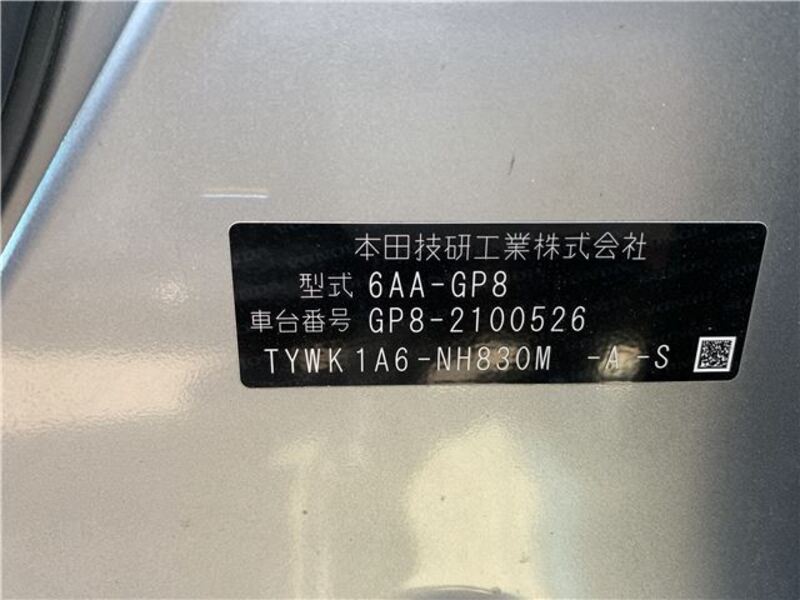 本田技研工業株式会社
型式 6AA-GP8
車台番号 GP8-2100526
TYWK1A6-NH830M -A -S